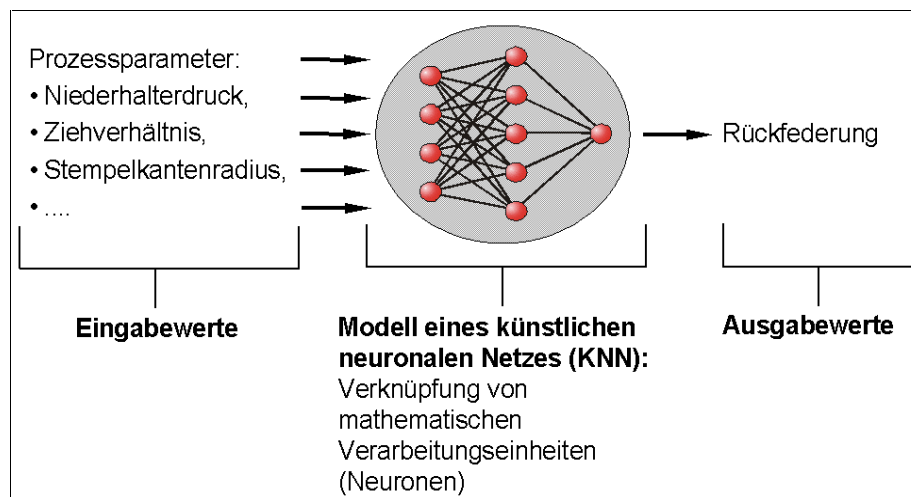 Prozessparameter:
• Niederhalterdruck,
• Ziehverhältnis,
• Stempelkantenradius,
• ....
Rückfederung
Eingabewerte
Modell eines künstlichen
neuronalen Netzes (KNN):
Verknüpfung von
mathematischen
Verarbeitungseinheiten
(Neuronen)
Ausgabewerte